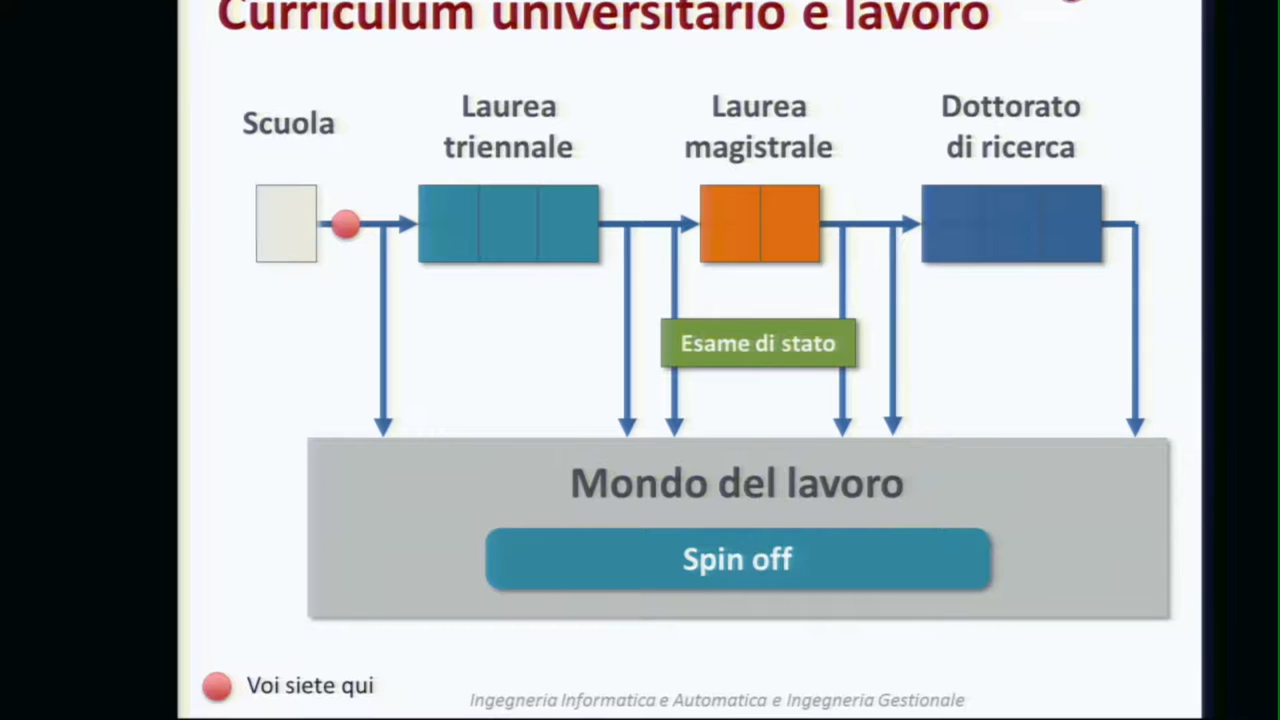 Curriculum universitario e lavoro
Scuola
Laurea
triennale
Laurea
magistrale
Dottorato
di ricerca
Esame di stato
Mondo del lavoro
Spin off
Voi siete qui
Ingegneria Informatica e Automatica e Ingegneria Gestionale